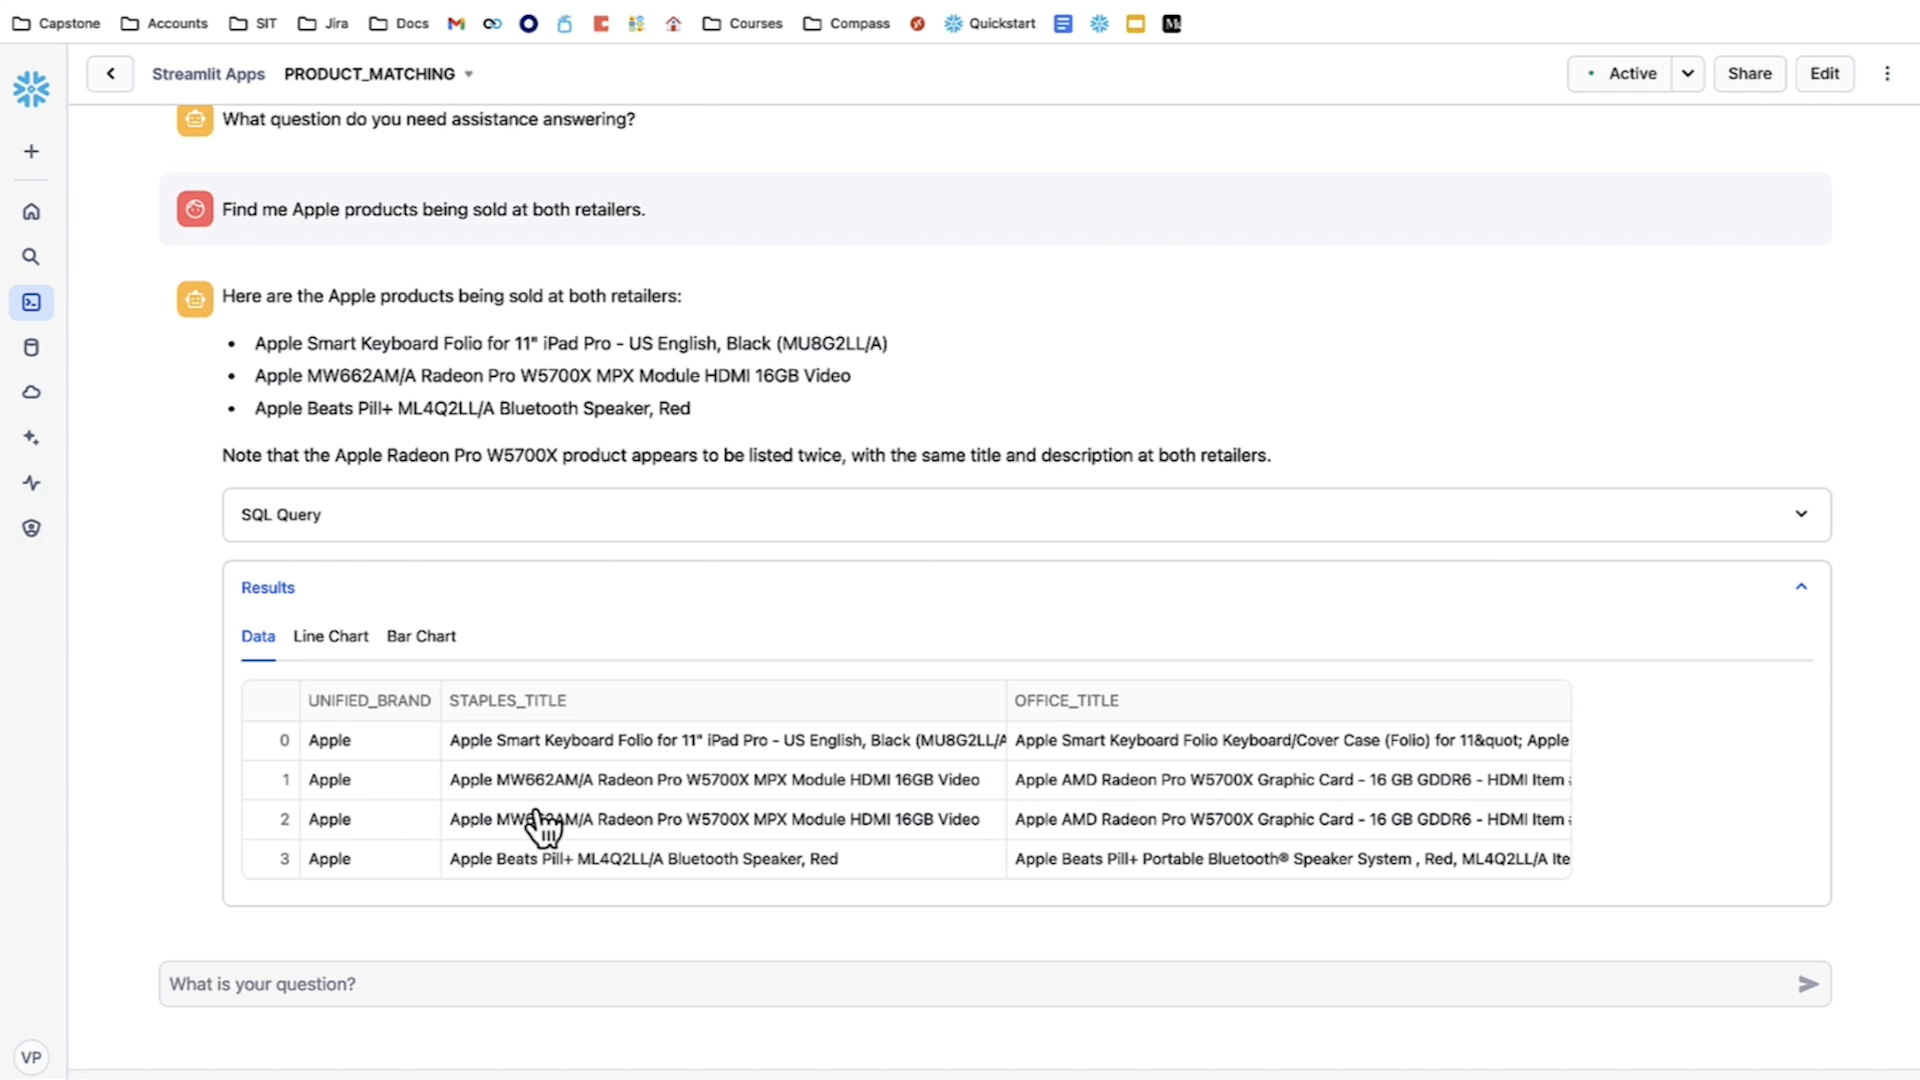 Capstone Accounts SIT Jira Docs Courses Compass Quickstart
Streamlit Apps PRODUCT_MATCHING Active Share Edit
What question do you need assistance answering?
Find me Apple products being sold at both retailers.
Here are the Apple products being sold at both retailers:
• Apple Smart Keyboard Folio for 11" iPad Pro - US English, Black (MU8G2LL/A)
• Apple MW662AM/A Radeon Pro W5700X MPX Module HDMI 16GB Video
• Apple Beats Pill+ ML4Q2LL/A Bluetooth Speaker, Red
Note that the Apple Radeon Pro W5700X product appears to be listed twice, with the same title and description at both retailers.
SQL Query
Results
Data Line Chart Bar Chart
UNIFIED_BRAND STAPLES_TITLE OFFICE_TITLE
0 Apple Apple Smart Keyboard Folio for 11" iPad Pro - US English, Black (MU8G2LL/A Apple Smart Keyboard Folio Keyboard/Cover Case (Folio) for 11&quot; Apple
1 Apple Apple MW662AM/A Radeon Pro W5700X MPX Module HDMI 16GB Video Apple AMD Radeon Pro W5700X Graphic Card - 16 GB GDDR6 - HDMI Item
2 Apple Apple MW662AM/A Radeon Pro W5700X MPX Module HDMI 16GB Video Apple AMD Radeon Pro W5700X Graphic Card - 16 GB GDDR6 - HDMI Item
3 Apple Apple Beats Pill+ ML4Q2LL/A Bluetooth Speaker, Red Apple Beats Pill+ Portable Bluetooth® Speaker System , Red, ML4Q2LL/A Ite
What is your question?
VP